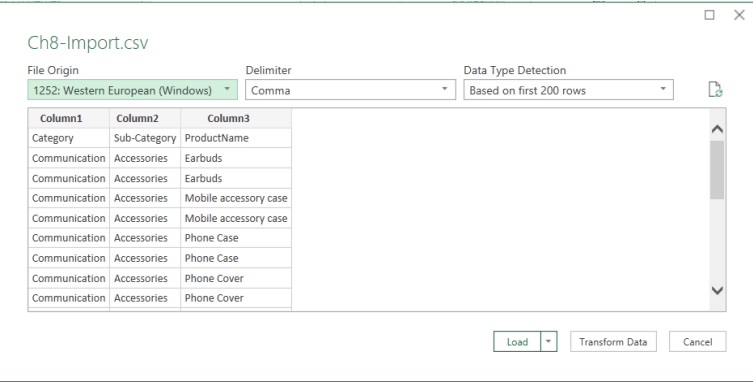 Ch8-Import.csv
File Origin Delimiter Data Type Detection
1252: Western European (Windows) Comma Based on first 200 rows
Column1 Column2 Column3
Category Sub-Category ProductName
Communication Accessories Earbuds
Communication Accessories Earbuds
Communication Accessories Mobile accessory case
Communication Accessories Mobile accessory case
Communication Accessories Phone Case
Communication Accessories Phone Case
Communication Accessories Phone Cover
Communication Accessories Phone Cover
Load Transform Data Cancel